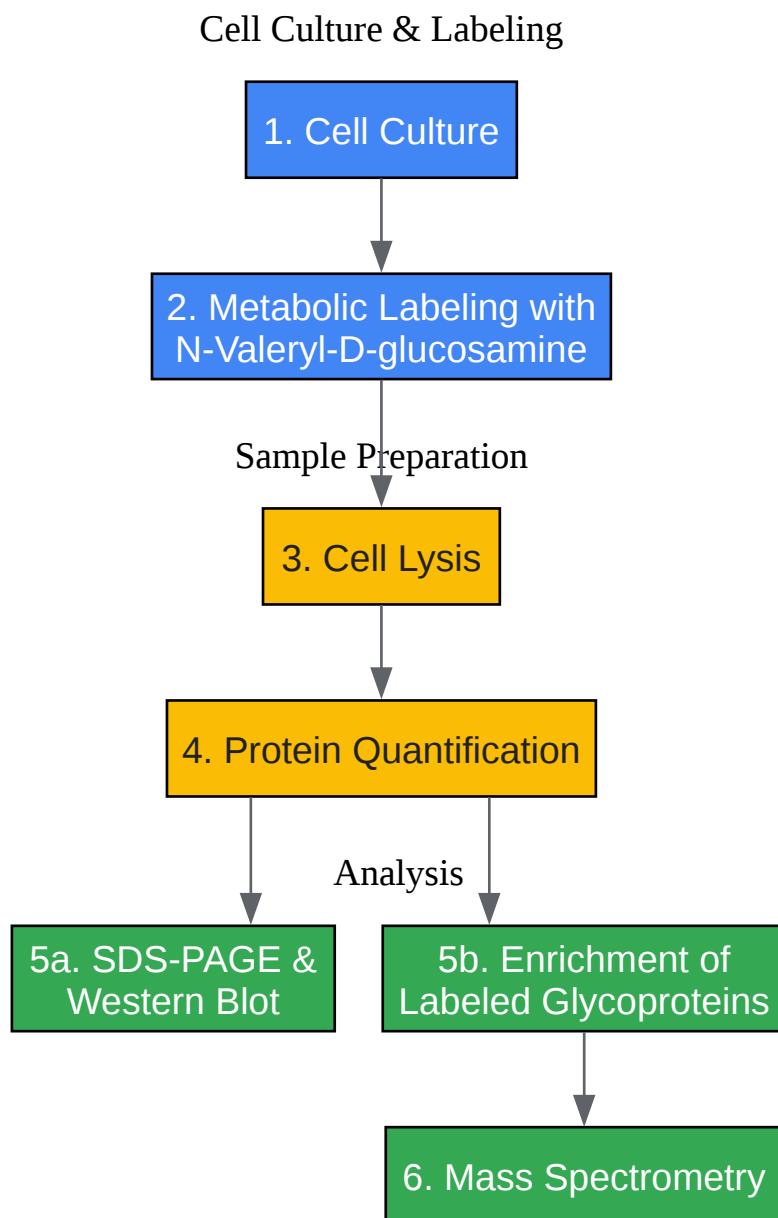 Cell Culture & Labeling
1. Cell Culture
2. Metabolic Labeling with
N-Valeryl-D-glucosamine
Sample Preparation
3. Cell Lysis
4. Protein Quantification
Analysis
5a. SDS-PAGE &
Western Blot
5b. Enrichment of
Labeled Glycoproteins
6. Mass Spectrometry